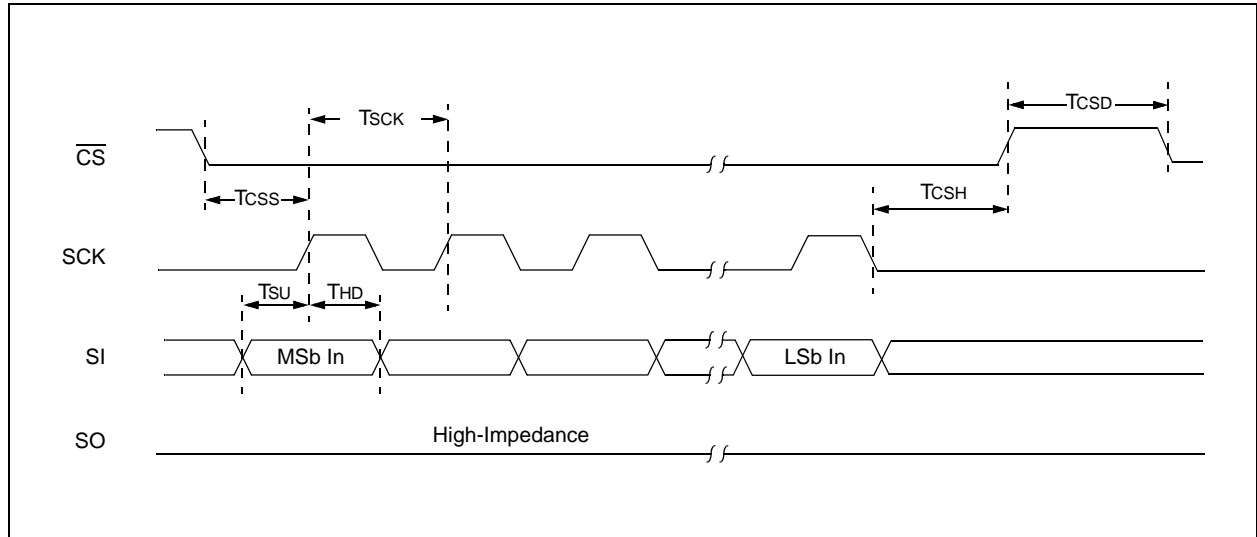 TSCK
TCSD
CS
TCSS
TCSH
SCK
TSU
THD
SI
MSb In
LSb In
SO
High-Impedance